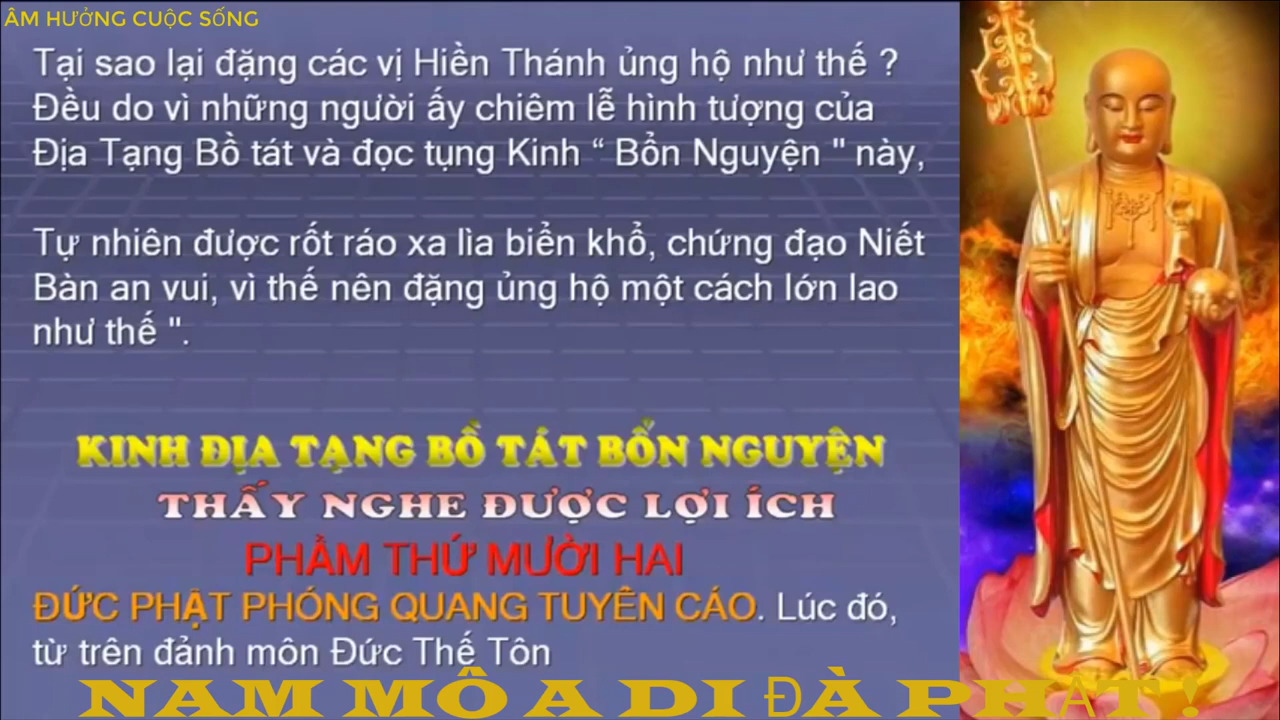 ÂM HƯỞNG CUỘC SỐNG
Tại sao lại đặng các vị Hiền Thánh ủng hộ như thế ?
Đều do vì những người ấy chiêm lễ hình tượng của
Địa Tạng Bồ tát và đọc tụng Kinh “ Bổn Nguyện " này,
Tự nhiên được rốt ráo xa lìa biển khổ, chứng đạo Niết
Bàn an vui, vì thế nên đặng ủng hộ một cách lớn lao
như thế ".
KINH ĐỊA TẠNG BỒ TÁT BỔN NGUYỆN
THẤY NGHE ĐƯỢC LỢI ÍCH
PHẨM THỨ MƯỜI HAI
ĐỨC PHẬT PHÓNG QUANG TUYÊN CÁO. Lúc đó,
từ trên đảnh môn Đức Thế Tôn
NAM MÔ A DI ĐÀ PHẬT !